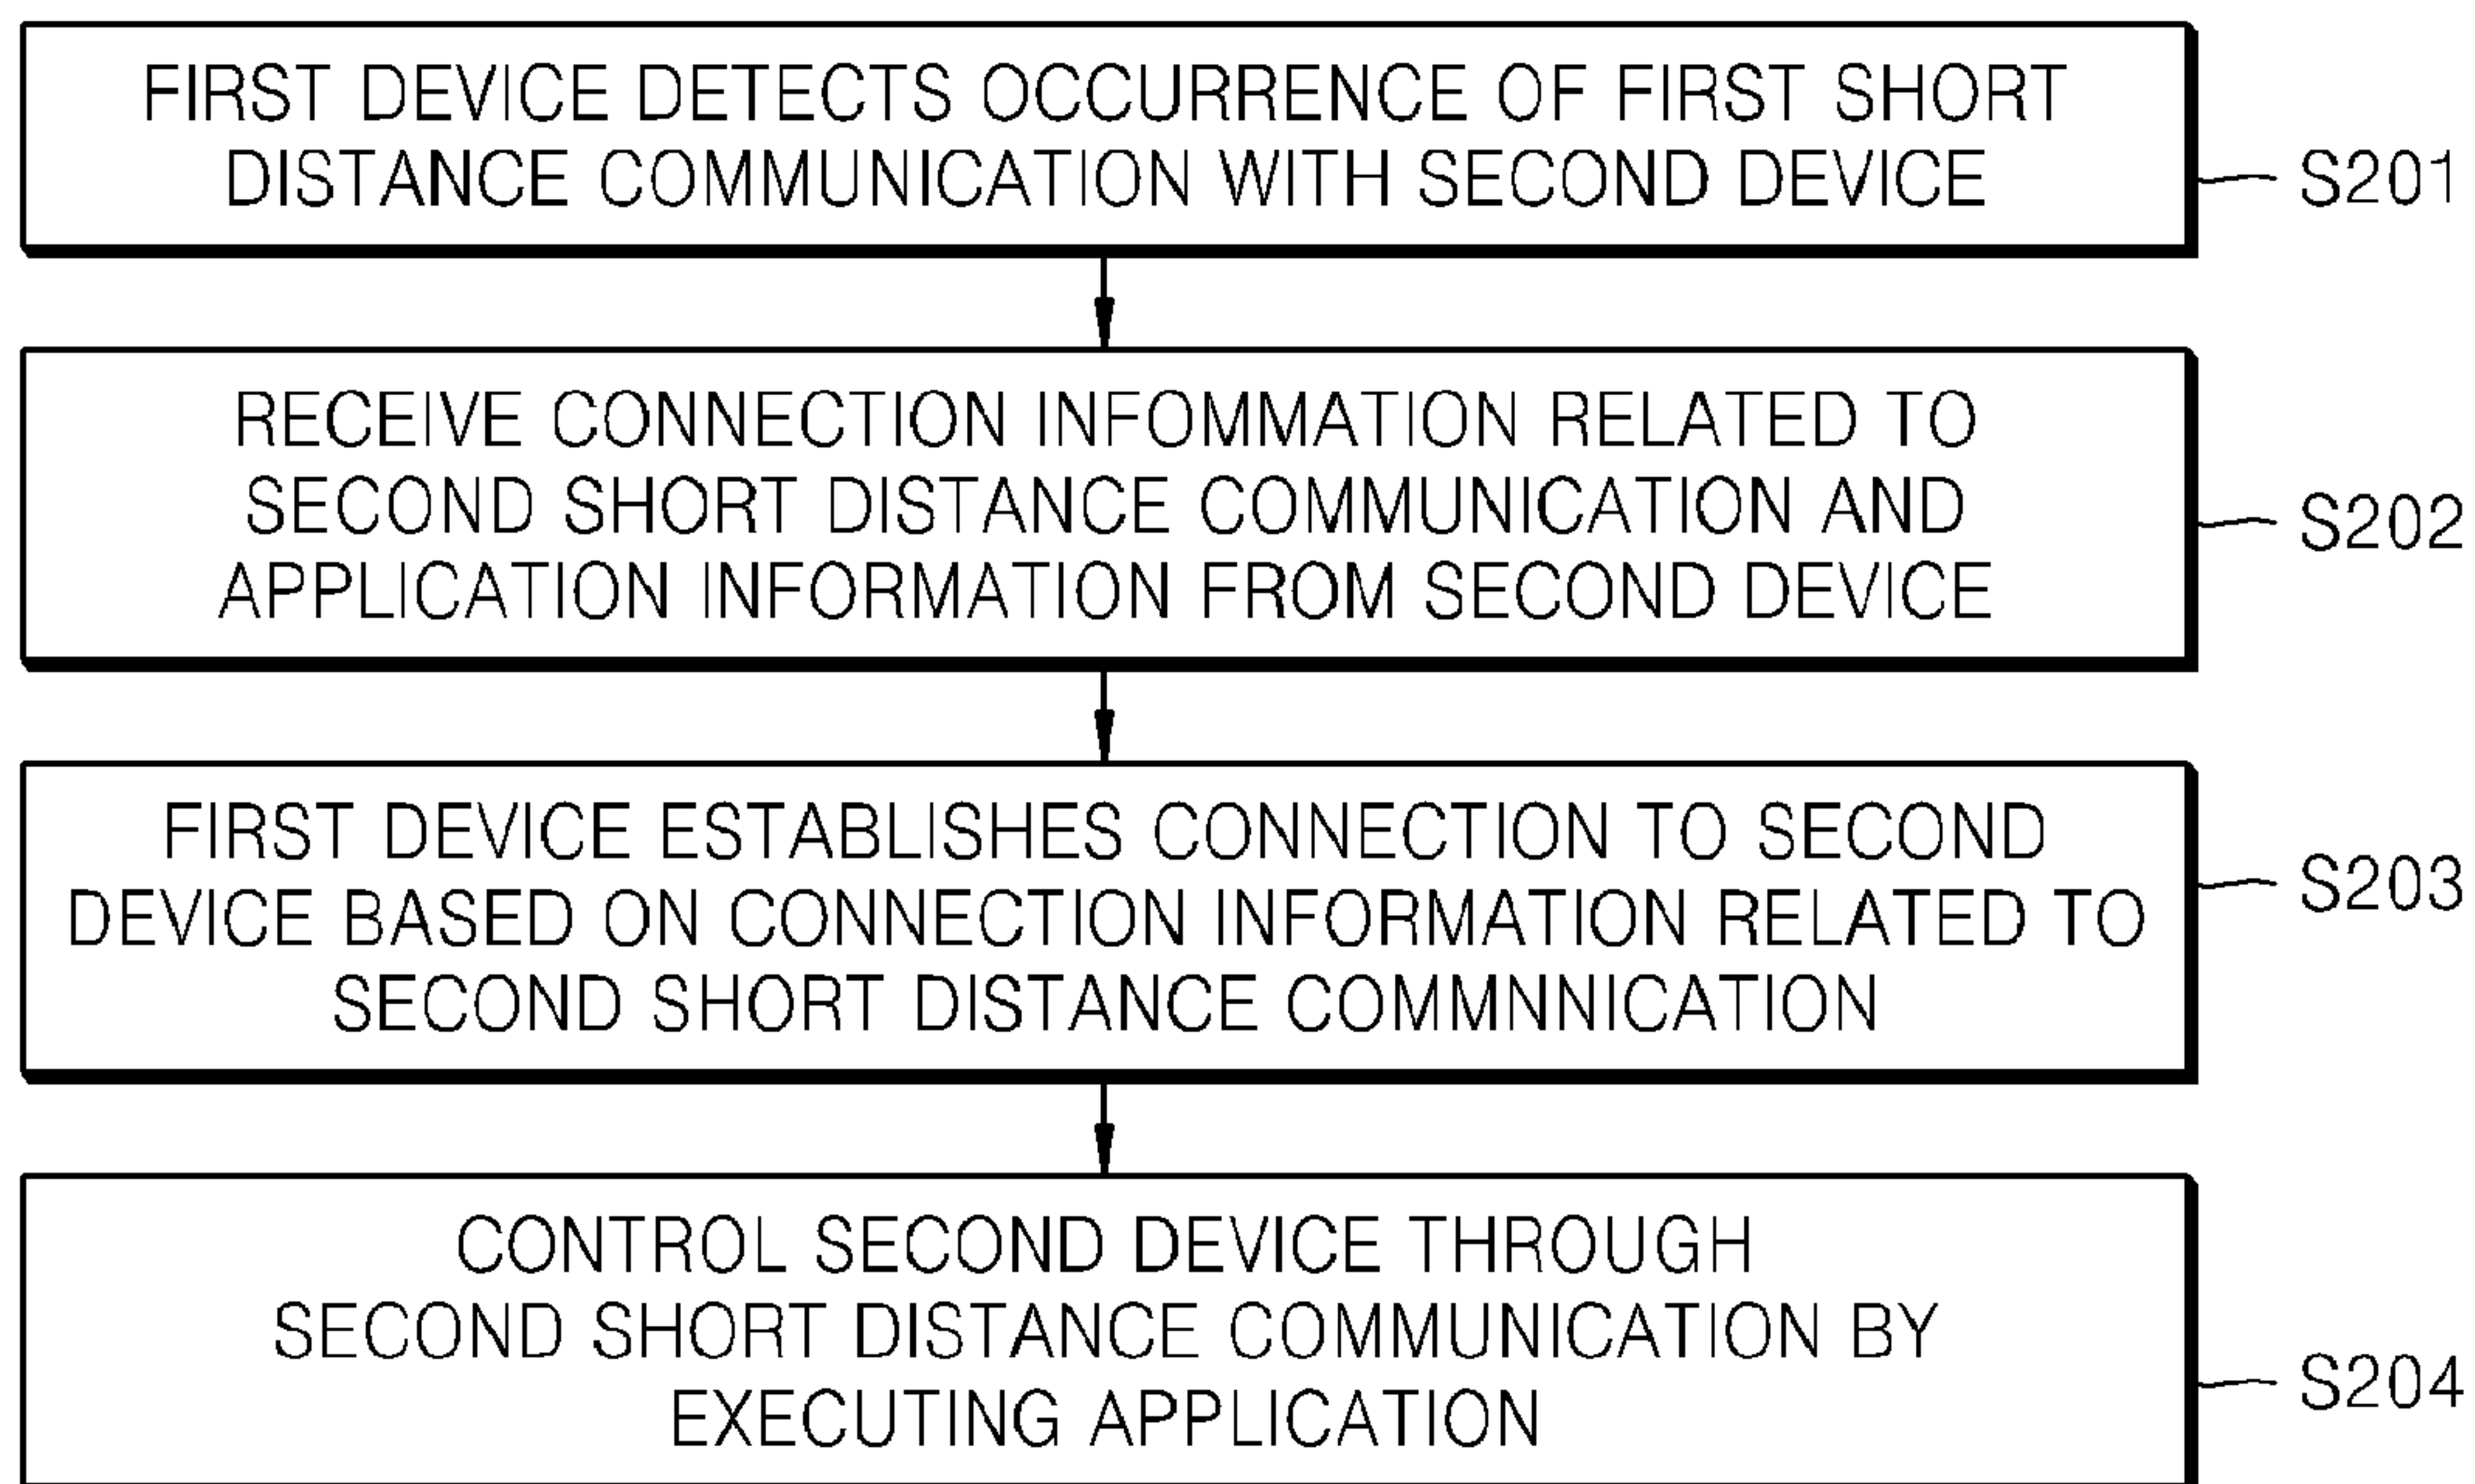 FIRST DEVICE DETECTS OCCURRENCE OF FIRST SHORT
DISTANCE COMMUNICATION WITH SECOND DEVICE
S201
RECEIVE CONNECTION INFOMMATION RELATED TO
SECOND SHORT DISTANCE COMMUNICATION AND
APPLICATION INFORMATION FROM SECOND DEVICE
S202
FIRST DEVICE ESTABLISHES CONNECTION TO SECOND
DEVICE BASED ON CONNECTION INFORMATION RELATED TO
SECOND SHORT DISTANCE COMMNNNICATION
S203
CONTROL SECOND DEVICE THROUGH
SECOND SHORT DISTANCE COMMUNICATION BY
EXECUTING APPLICATION
S204